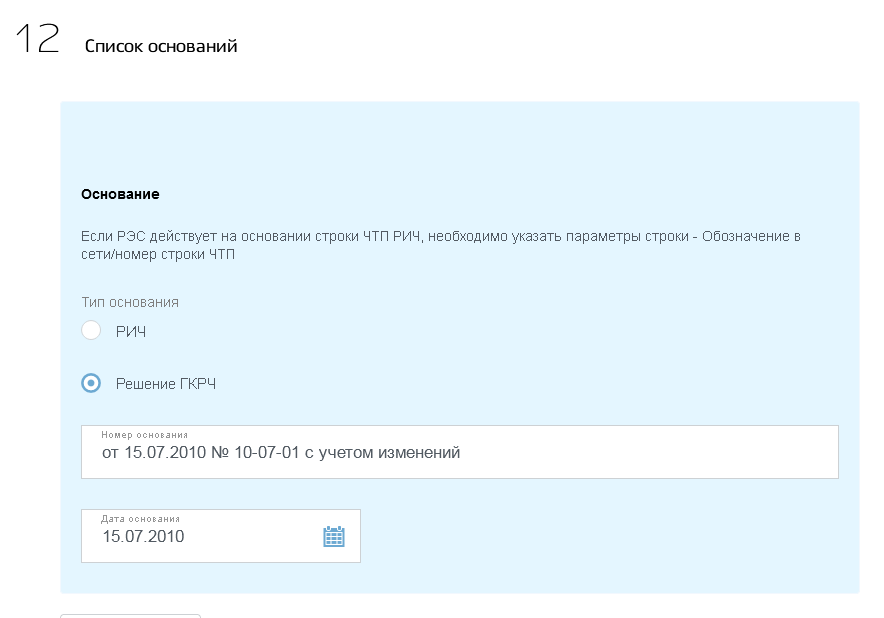 12 Список оснований
Основание
Если РЭС действует на основании строки ЧТП РИЧ, необходимо указать параметры строки - Обозначение в
сети/номер строки ЧТП
Тип основания
РИЧ
Решение ГКРЧ
Номер основания
от 15.07.2010 № 10-07-01 с учетом изменений
Дата основания
15.07.2010